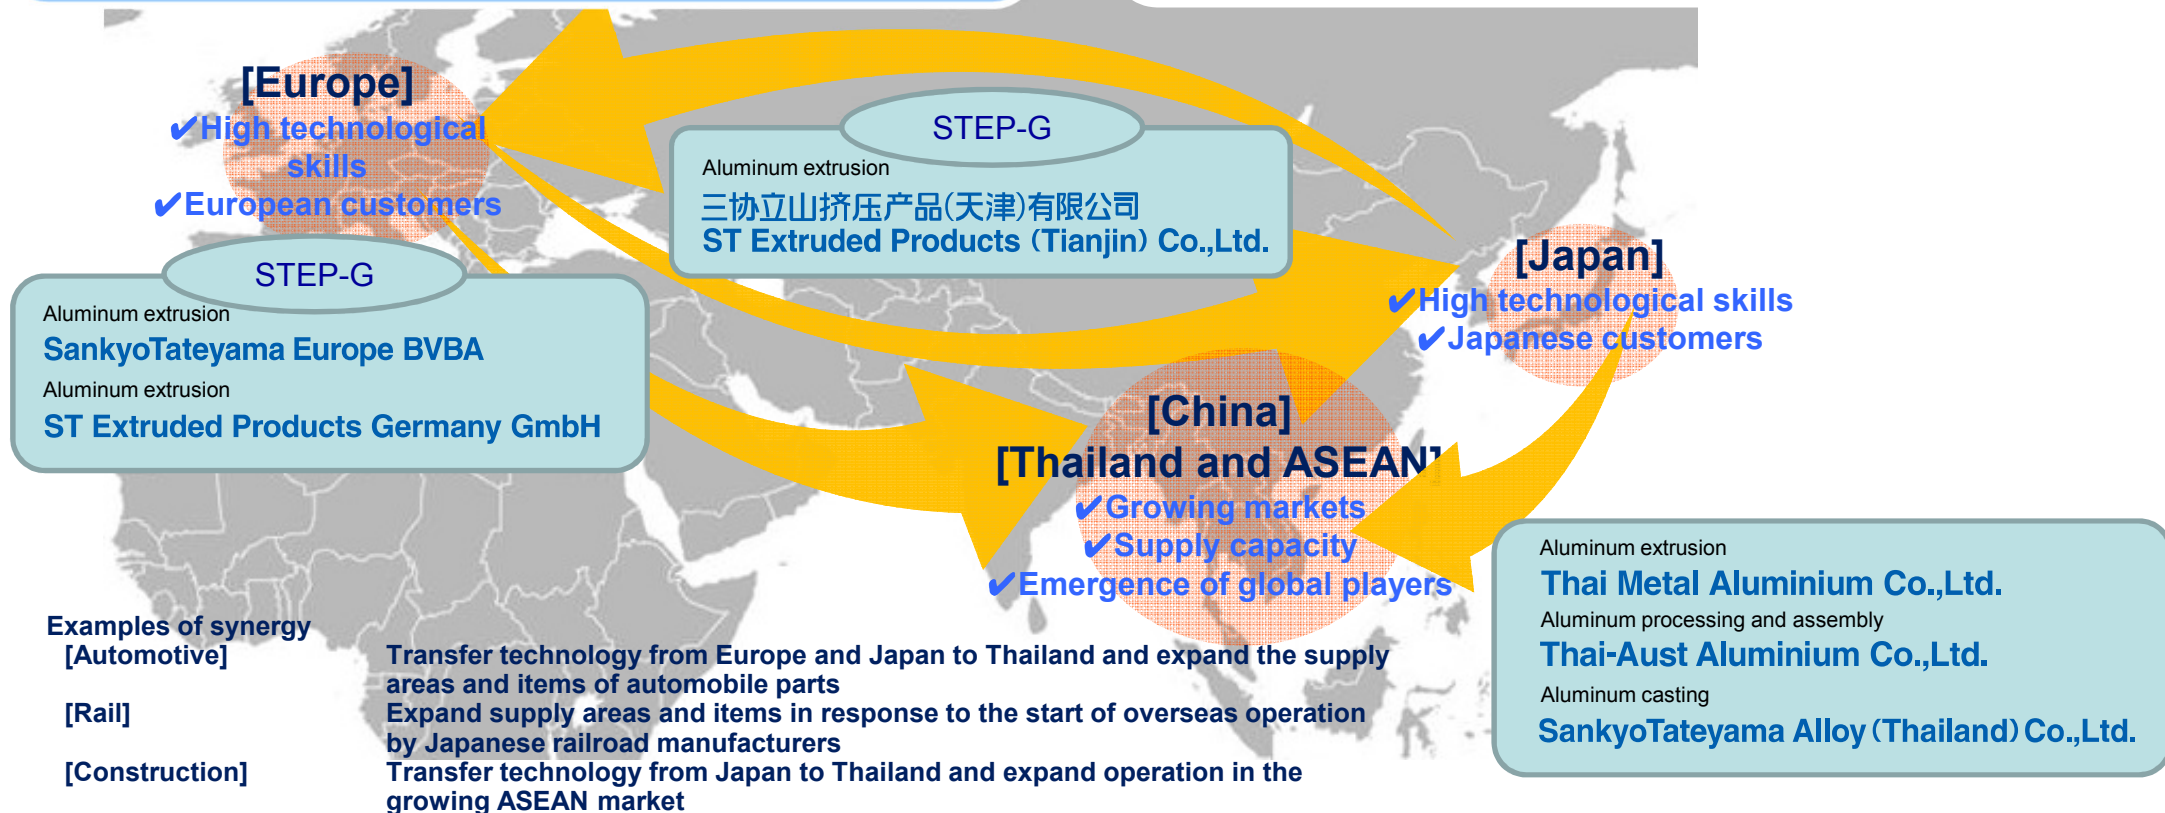 [Europe]
✔High technological
skills
✔European customers
STEP-G
Aluminum extrusion
三协立山挤压产品(天津)有限公司
ST Extruded Products (Tianjin) Co.,Ltd.
STEP-G
Aluminum extrusion
SankyoTateyama Europe BVBA
Aluminum extrusion
ST Extruded Products Germany GmbH
[Japan]
✔High technological skills
✔Japanese customers
[China]
[Thailand and ASEAN]
✔Growing markets
✔Supply capacity
✔Emergence of global players
Aluminum extrusion
Thai Metal Aluminium Co.,Ltd.
Aluminum processing and assembly
Thai-Aust Aluminium Co.,Ltd.
Aluminum casting
SankyoTateyama Alloy (Thailand) Co.,Ltd.
Examples of synergy
[Automotive] Transfer technology from Europe and Japan to Thailand and expand the supply
areas and items of automobile parts
[Rail] Expand supply areas and items in response to the start of overseas operation
by Japanese railroad manufacturers
[Construction] Transfer technology from Japan to Thailand and expand operation in the
growing ASEAN market